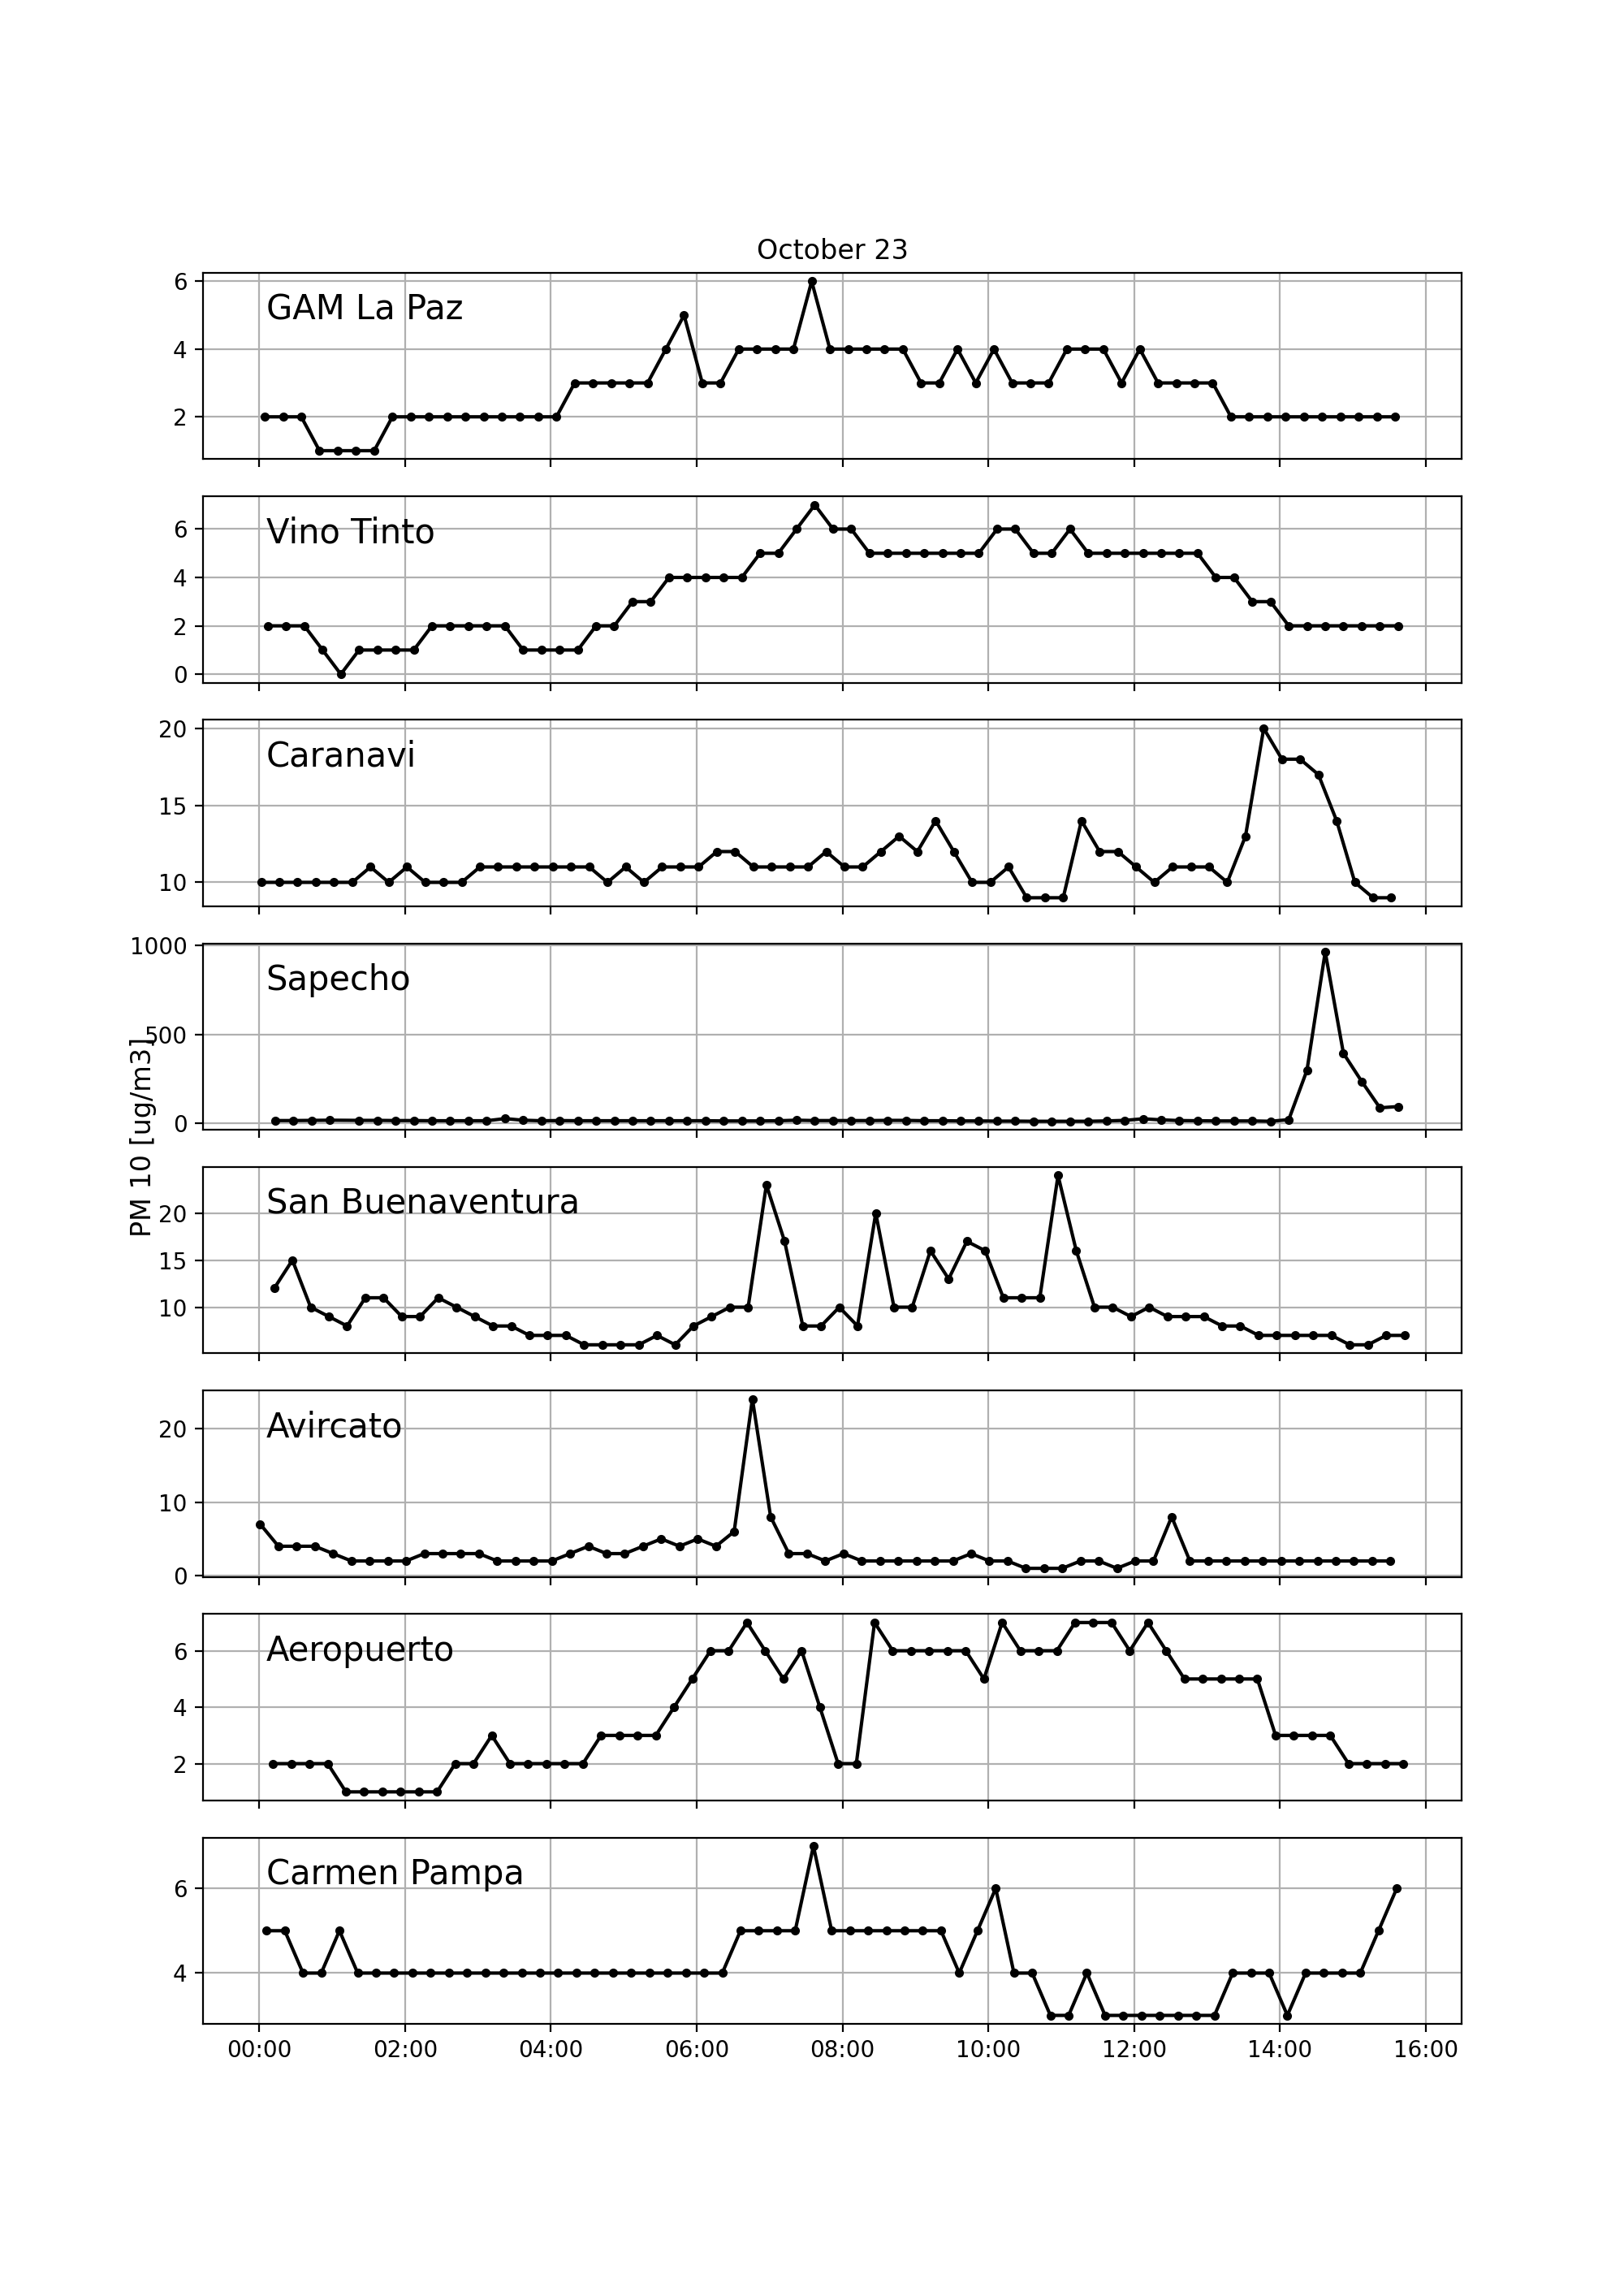 October 23
6
GAM La Paz
4
2
Vino Tinto
6
4
2
0
20
Caranavi
15
10
1000
Sapecho
500
0
PM 10 [ug/m3]
San Buenaventura
20
15
10
Avircato
20
10
0
Aeropuerto
6
4
2
Carmen Pampa
6
4
00:00 02:00 04:00 06:00 08:00 10:00 12:00 14:00 16:00